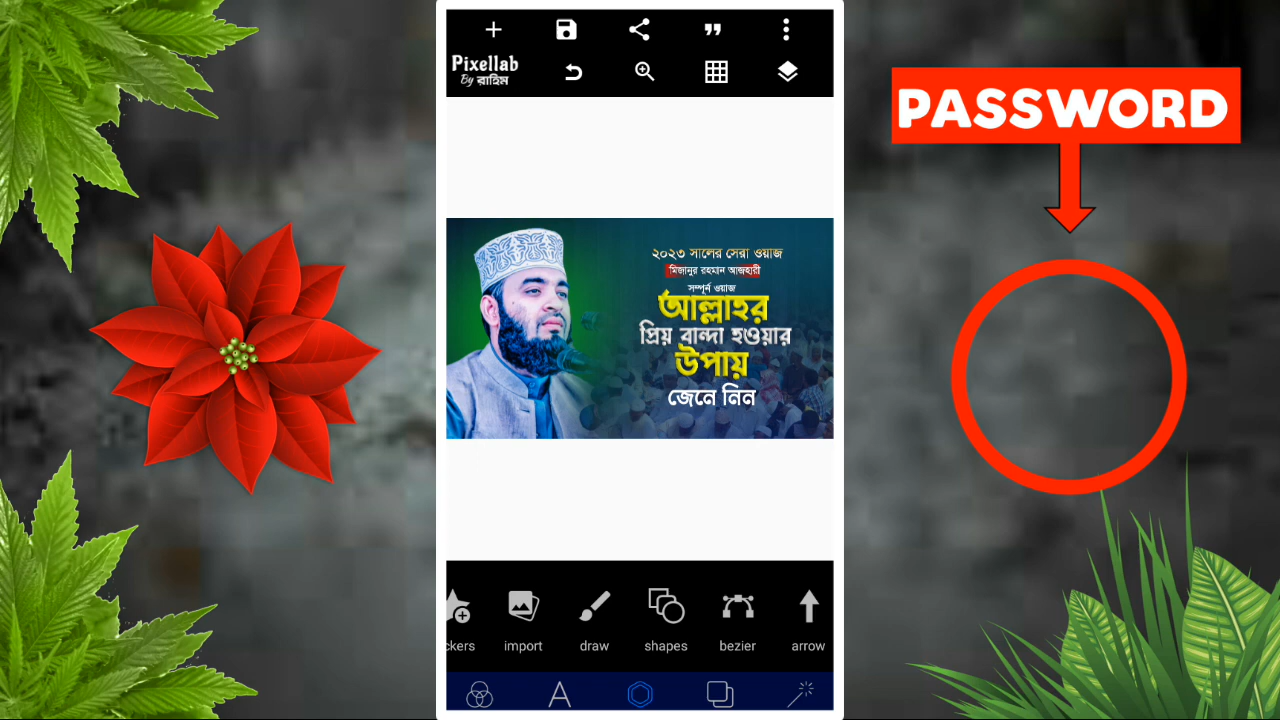 Pixellab
By রাহিম
PASSWORD
২০২৩ সালের সেরা ওয়াজ
মিজানুর রহমান আজহারী
সম্পূর্ন ওয়াজ
আল্লাহর
প্রিয় বান্দা হওয়ার
উপায়
জেনে নিন
ckers import draw shapes bezier arrow